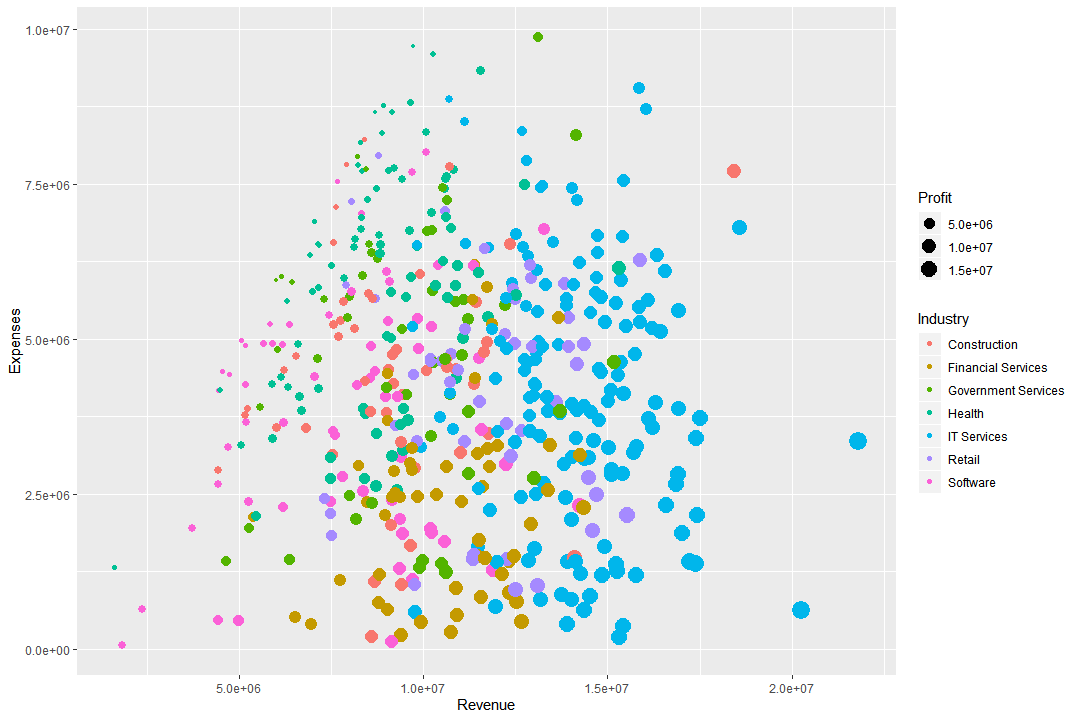 1.0e+07
7.5e+06
5.0e+06
2.5e+06
0.0e+00
Expenses
5.0e+06
1.0e+07
1.5e+07
2.0e+07
Revenue
Profit
5.0e+06
1.0e+07
1.5e+07
Industry
Construction
Financial Services
Government Services
Health
IT Services
Retail
Software